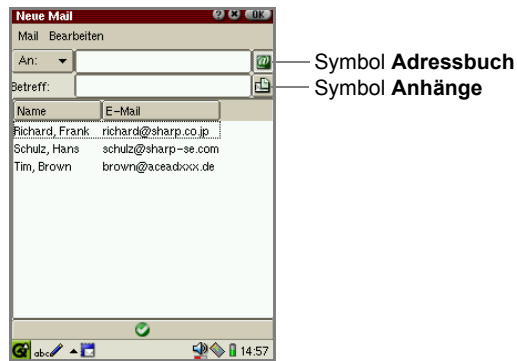 Neue Mail ? × OK
Mail Bearbeiten
An:
Symbol Adressbuch
Betreff:
Symbol Anhänge
Name E-Mail
Richard, Frank richard@sharp.co.jp
Schulz, Hans schulz@sharp-se.com
Tim, Brown brown@aceadxxx.de
abc 14:57